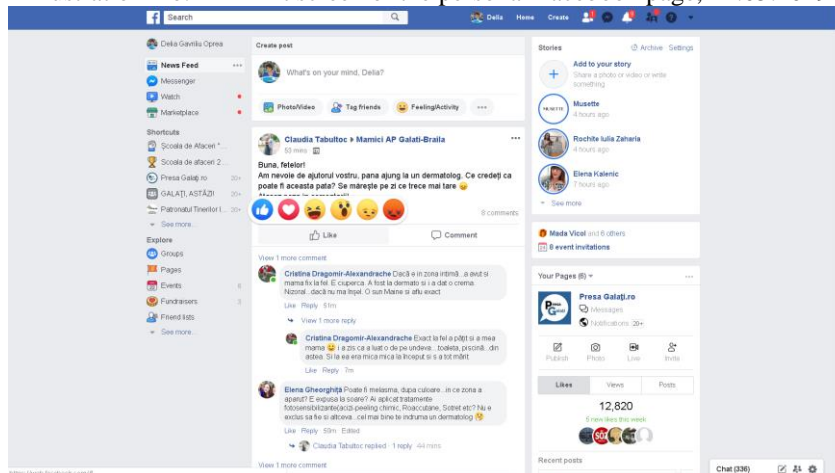 Search
Delia
Home
Create
Delia Gavriliu Oprea
News Feed
Messenger
Watch
Marketplace
Shortcuts
Școala de Afaceri "...
Scoala de afaceri 2 ...
Presa Galaţi.ro 20+
GALAȚI, ASTĂZI! 20+
Patronatul Tinerilor I... 20+
See more...
Explore
Groups
Pages
Events 6
Fundraisers 3
Friend lists
See more...
Create post
What's on your mind, Delia?
Photo/Video
Tag friends
Feeling/Activity
Claudia Tabultoc ▸ Mamici AP Galati-Braila
53 mins
Buna, fetelor!
Am nevoie de ajutorul vostru, pana ajung la un dermatolog. Ce credeți ca
poate fi aceasta pata? Se mărește pe zi ce trece mai tare
8 comments
Like
Comment
View 1 more comment
Cristina Dragomir-Alexandrache Dacă e in zona intimă...a avut si
mama fix la fel. E ciuperca. A fost la dermato si i a dat o crema.
Nizoral...dacă nu ma înșel. O sun Maine si aflu exact
Like Reply 51m
View 1 more reply
Cristina Dragomir-Alexandrache Exact la fel a pățit si a mea
mama i a zis ca a luat o de pe undeva...toaleta, piscină...din
astea. Si la ea era mica mica la început si s a tot mărit
Like Reply 7m
Elena Gheorghiță Poate fi melasma, dupa culoare...in ce zona a
aparut? E expusa la soare? Ai aplicat tratamente
fotosensibilizante(acizi-peeling chimic, Roaccutane, Sotret etc? Nu e
exclus sa fie si altceva...cel mai bine te indruma un dermatolog
Like Reply 59m Edited
Claudia Tabultoc replied 1 reply 44 mins
View 1 more comment
Stories
Archive Settings
Add to your story
Share a photo or video or write
something
MUSETTE
Musette
4 hours ago
Rochite Iulia Zaharia
4 hours ago
Elena Kalenic
7 hours ago
See more
Mada Vicol and 6 others
8 event invitations
Your Pages (6)
Presa Galaţi.ro
Messages
Notifications 20+
Publish
Photo
Live
Invite
Likes
Views
Posts
12,820
5 new likes this week
Recent posts
Chat (336)